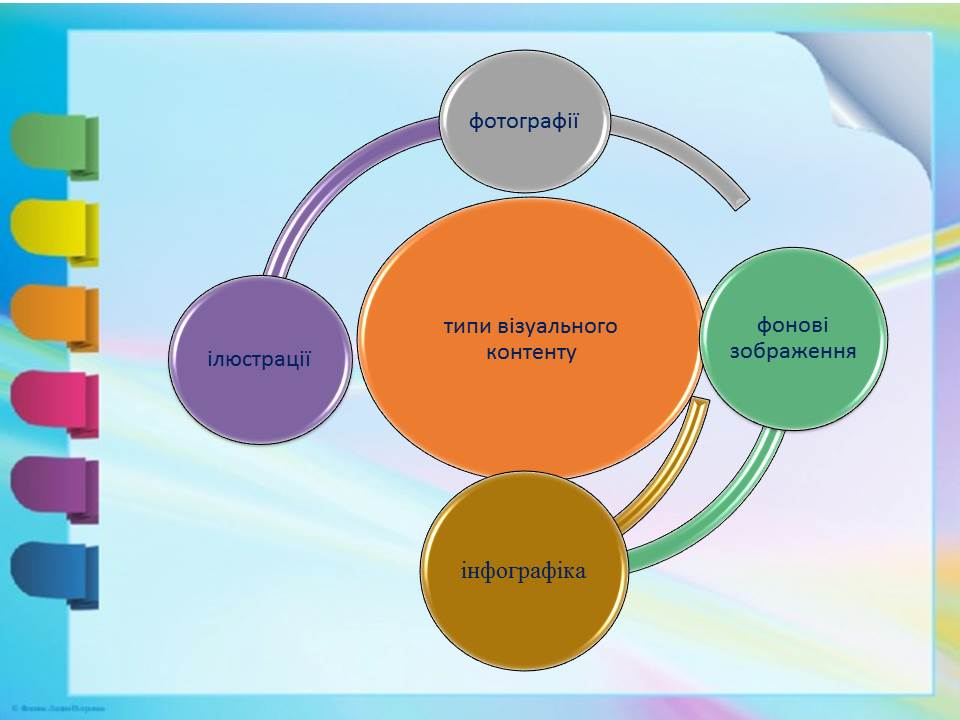 фотографії
типи візуального
контенту
фонові
зображення
ілюстрації
інфографіка